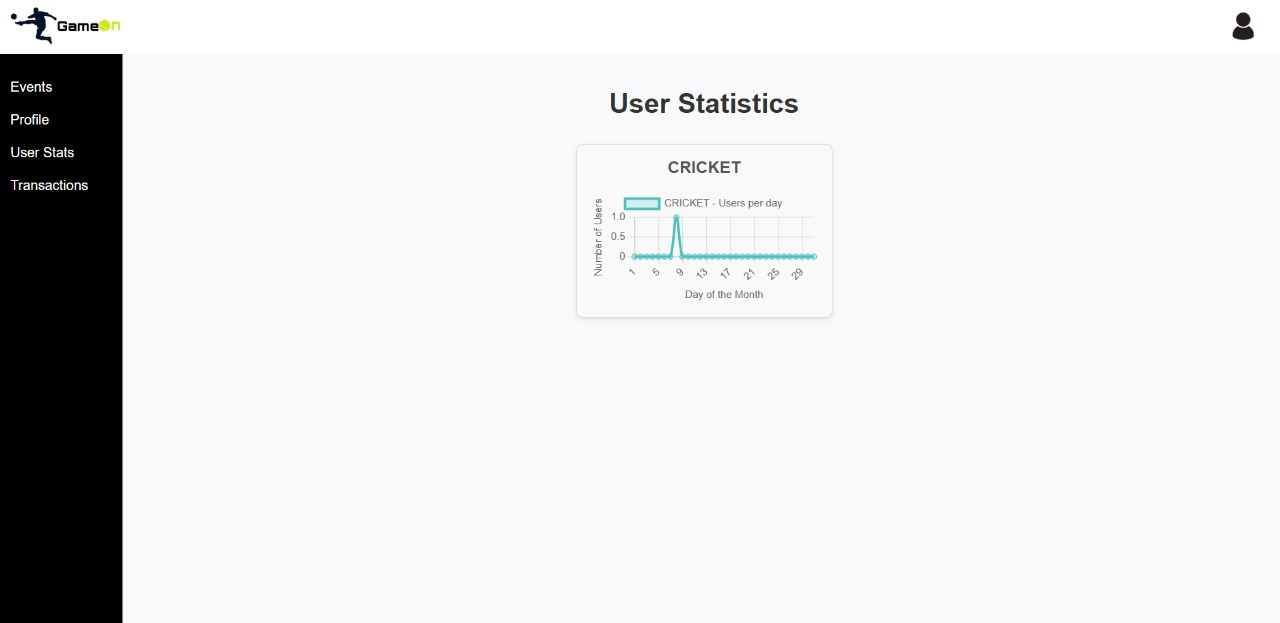 GameOn
Events
Profile
User Stats
Transactions
User Statistics
CRICKET
CRICKET - Users per day
Number of Users
1.0
0.5
0
1 5 9 13 17 21 25 29
Day of the Month